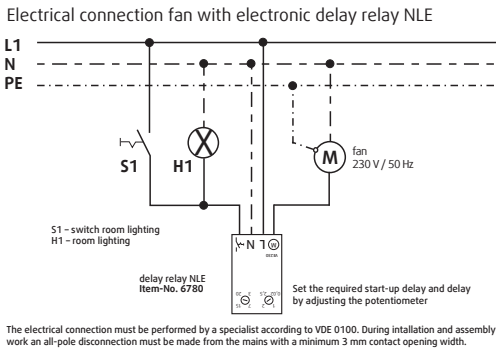 Electrical connection fan with electronic delay relay NLE
L1
N
PE
S1
H1
M
fan
230 V / 50 Hz
S1 – switch room lighting
H1 – room lighting
N L M
delay relay NLE
Item-No. 6780
Set the required start-up delay and delay
by adjusting the potentiometer
The electrical connection must be performed by a specialist according to VDE 0100. During intallation and assembly
work an all-pole disconnection must be made from the mains with a minimum 3 mm contact opening width.